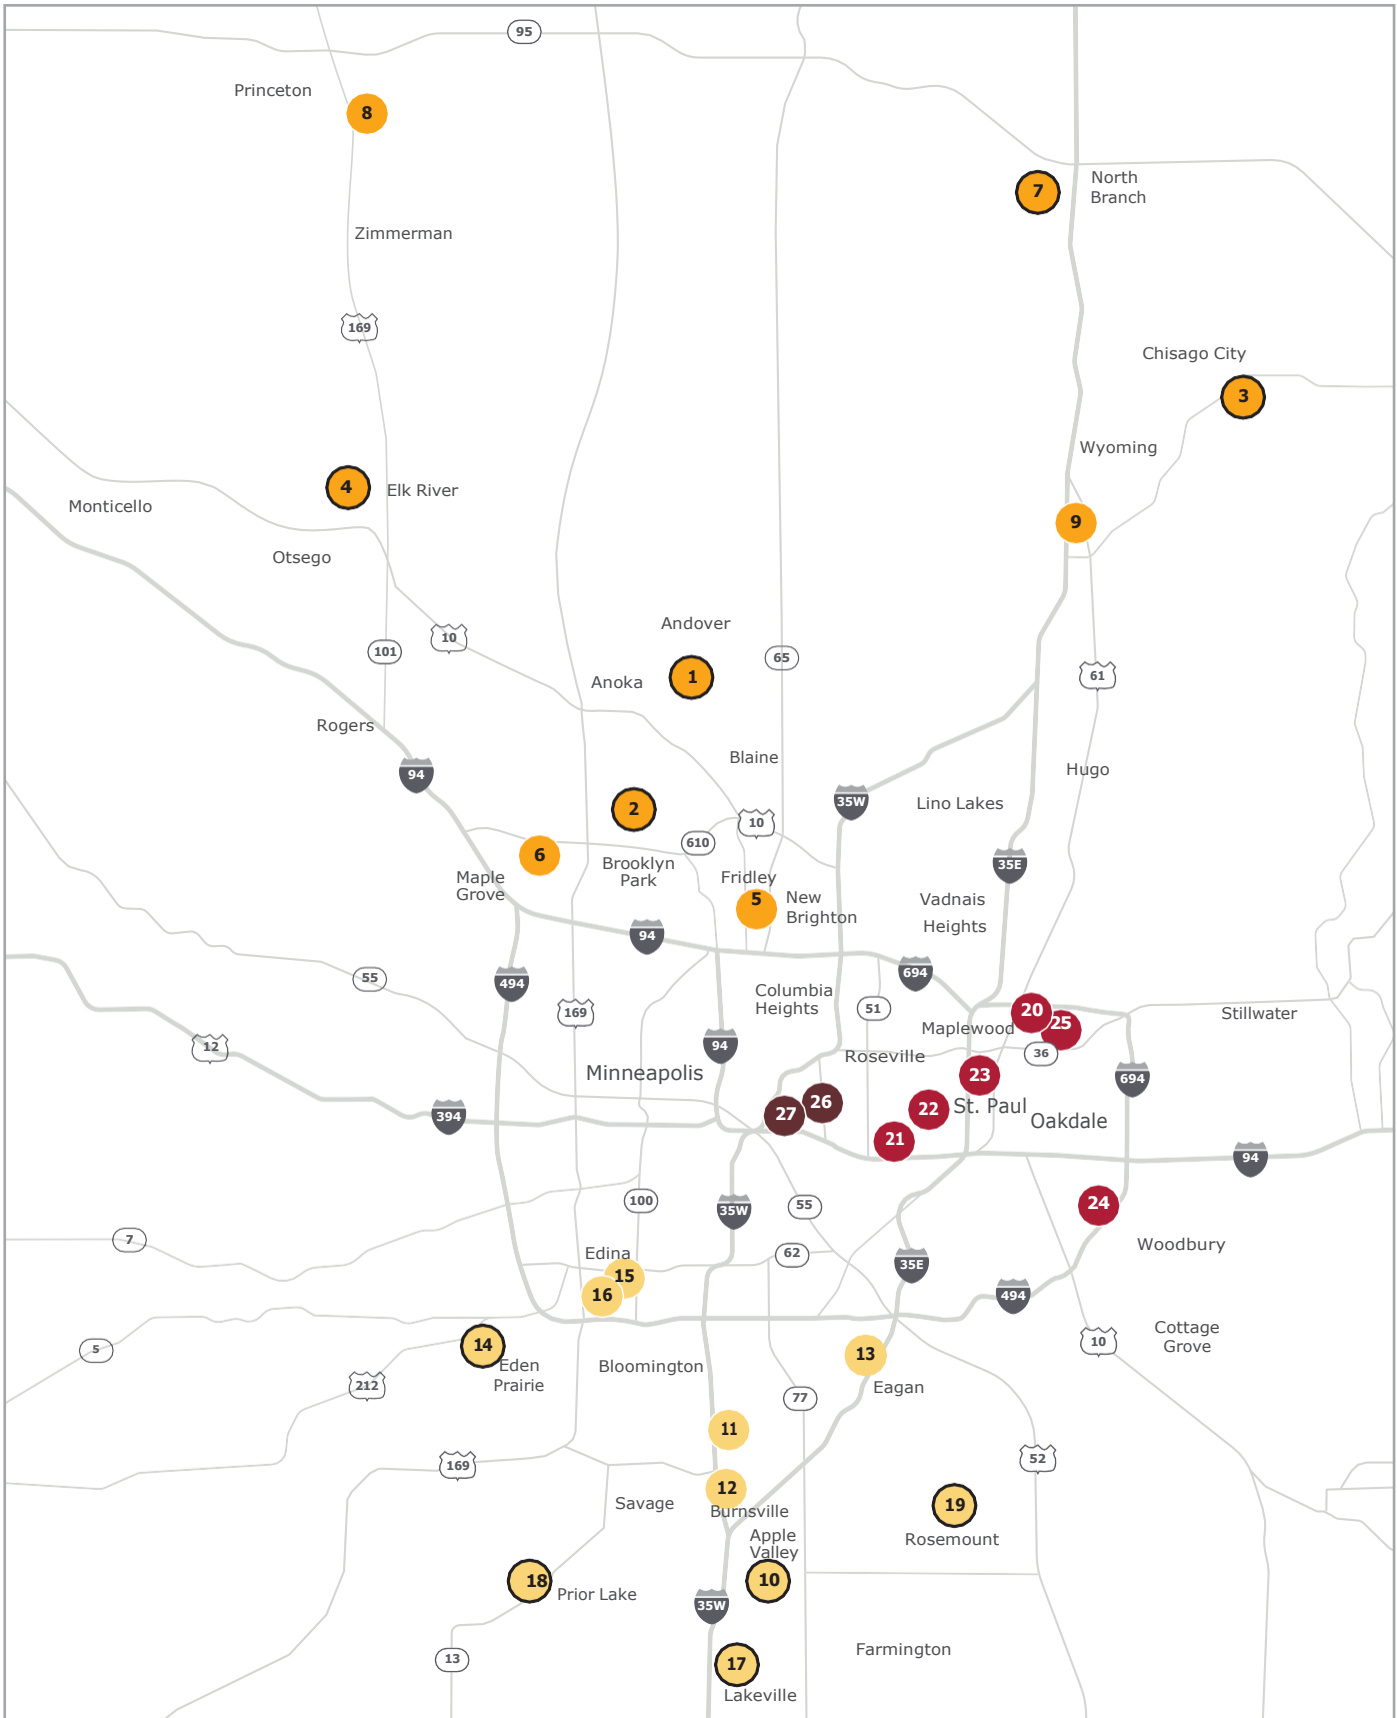 95
Princeton
8
North
Branch
7
Zimmerman
169
Chisago City
3
Wyoming
4
Elk River
Monticello
9
Otsego
Andover
10
101
65
Anoka
1
61
Rogers
Blaine
94
Hugo
35W
Lino Lakes
2
10
610
6
Brooklyn
Park
35E
Maple
Grove
Fridley
5
New
Brighton
Vadnais
Heights
94
694
55
494
Columbia
Heights
51
169
20
25
Maplewood
Stillwater
12
94
36
Roseville
Minneapolis
23
694
26
27
22
St. Paul
Oakdale
394
21
94
100
35W
55
24
7
Edina
62
Woodbury
15
16
35E
494
5
14
Eden
Prairie
Bloomington
13
Eagan
10
Cottage
Grove
212
77
11
169
52
12
Savage
Burnsville
19
Rosemount
Apple
Valley
18
Prior Lake
10
35W
13
17
Farmington
Lakeville